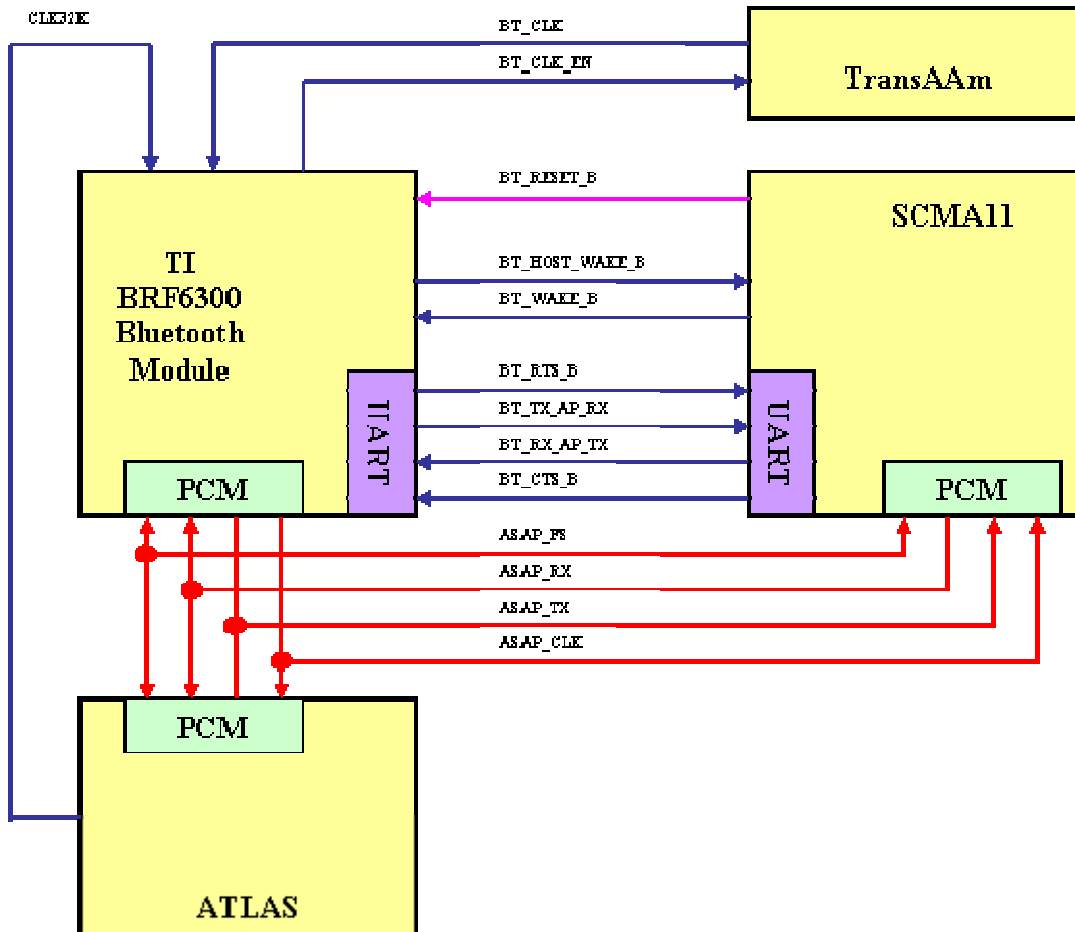 CLK32K
BT_CLK
BT_CLK_EN
TransAAm
BT_RESET_B
SCMA11
TI
BRF6300
Bluetooth
Module
BT_HOST_WAKE_B
BT_WAKE_B
BT_RTS_B
BT_TX_AP_RX
BT_RX_AP_TX
BT_CTS_B
UART
UART
PCM
PCM
ASAP_FS
ASAP_RX
ASAP_TX
ASAP_CLK
PCM
ATLAS